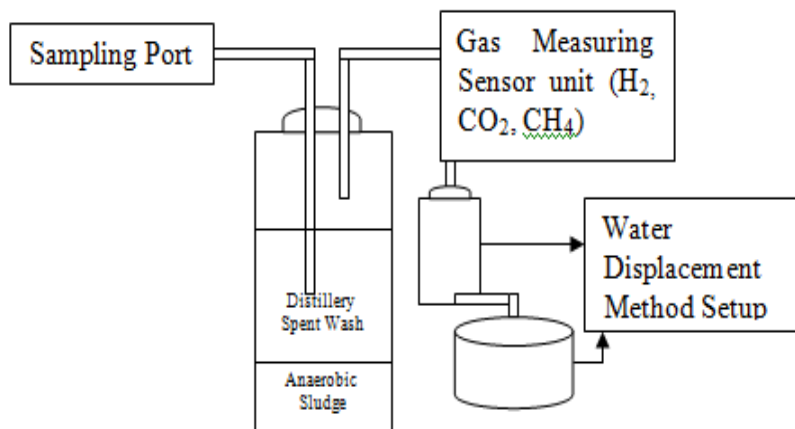 Sampling Port
Gas Measuring
Sensor unit (H2,
CO2, CH4)
Water
Displacement
Method Setup
Distillery
Spent Wash
Anaerobic
Sludge